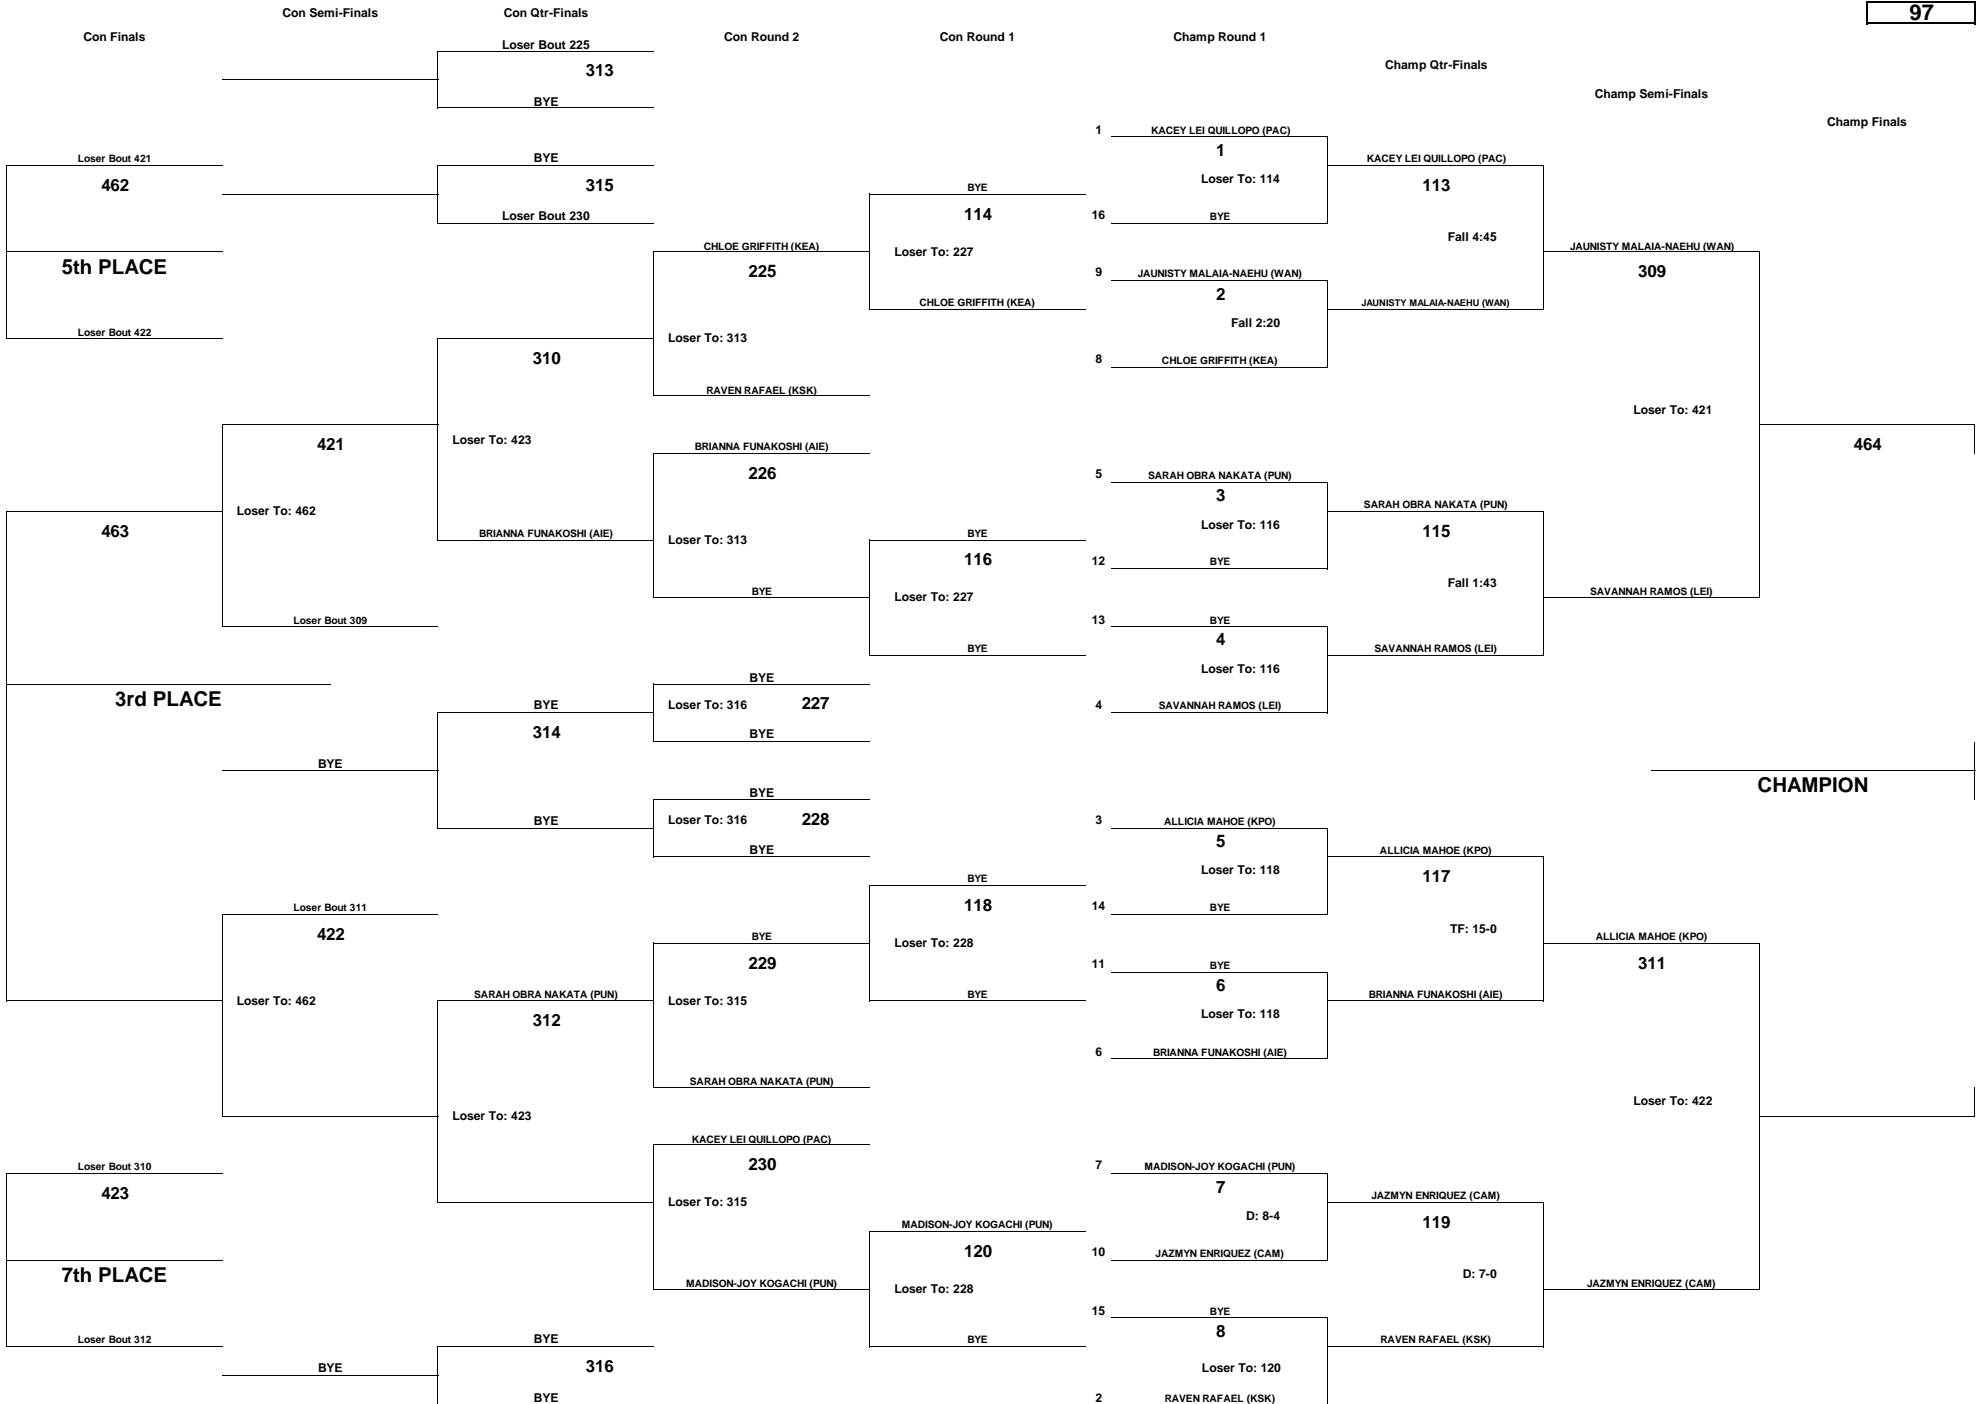 97
Con Semi-Finals
Con Qtr-Finals
Con Finals
Con Round 2
Con Round 1
Champ Round 1
Champ Qtr-Finals
Champ Semi-Finals
Champ Finals
Loser Bout 225
313
BYE
Loser Bout 421
462
5th PLACE
Loser Bout 422
BYE
315
Loser Bout 230
CHLOE GRIFFITH (KEA)
225
Loser To: 313
RAVEN RAFAEL (KSK)
BYE
114
Loser To: 227
CHLOE GRIFFITH (KEA)
1 KACEY LEI QUILLOPO (PAC)
1
Loser To: 114
16 BYE
KACEY LEI QUILLOPO (PAC)
113
Fall 4:45
JAUNISTY MALAIA-NAEHU (WAN)
9 JAUNISTY MALAIA-NAEHU (WAN)
2
Fall 2:20
8 CHLOE GRIFFITH (KEA)
JAUNISTY MALAIA-NAEHU (WAN)
309
Loser To: 421
SAVANNAH RAMOS (LEI)
310
Loser To: 423
BRIANNA FUNAKOSHI (AIE)
421
Loser To: 462
Loser Bout 309
463
3rd PLACE
BRIANNA FUNAKOSHI (AIE)
226
Loser To: 313
BYE
BYE
116
Loser To: 227
BYE
5 SARAH OBRA NAKATA (PUN)
3
Loser To: 116
12 BYE
SARAH OBRA NAKATA (PUN)
115
Fall 1:43
SAVANNAH RAMOS (LEI)
13 BYE
4
Loser To: 116
4 SAVANNAH RAMOS (LEI)
464
CHAMPION
BYE
Loser To: 316 227
BYE
BYE
314
BYE
BYE
BYE
Loser To: 316 228
BYE
3 ALLICIA MAHOE (KPO)
5
Loser To: 118
14 BYE
ALLICIA MAHOE (KPO)
117
TF: 15-0
BRIANNA FUNAKOSHI (AIE)
11 BYE
6
Loser To: 118
6 BRIANNA FUNAKOSHI (AIE)
BYE
118
Loser To: 228
BYE
Loser Bout 311
422
Loser To: 462
BYE
229
Loser To: 315
SARAH OBRA NAKATA (PUN)
SARAH OBRA NAKATA (PUN)
312
Loser To: 423
ALLICIA MAHOE (KPO)
311
Loser To: 422
JAZMYN ENRIQUEZ (CAM)
KACEY LEI QUILLOPO (PAC)
230
Loser To: 315
MADISON-JOY KOGACHI (PUN)
Loser Bout 310
423
7th PLACE
Loser Bout 312
MADISON-JOY KOGACHI (PUN)
120
Loser To: 228
BYE
7 MADISON-JOY KOGACHI (PUN)
7
D: 8-4
10 JAZMYN ENRIQUEZ (CAM)
JAZMYN ENRIQUEZ (CAM)
119
D: 7-0
RAVEN RAFAEL (KSK)
15 BYE
8
Loser To: 120
2 RAVEN RAFAEL (KSK)
BYE
BYE
316
BYE